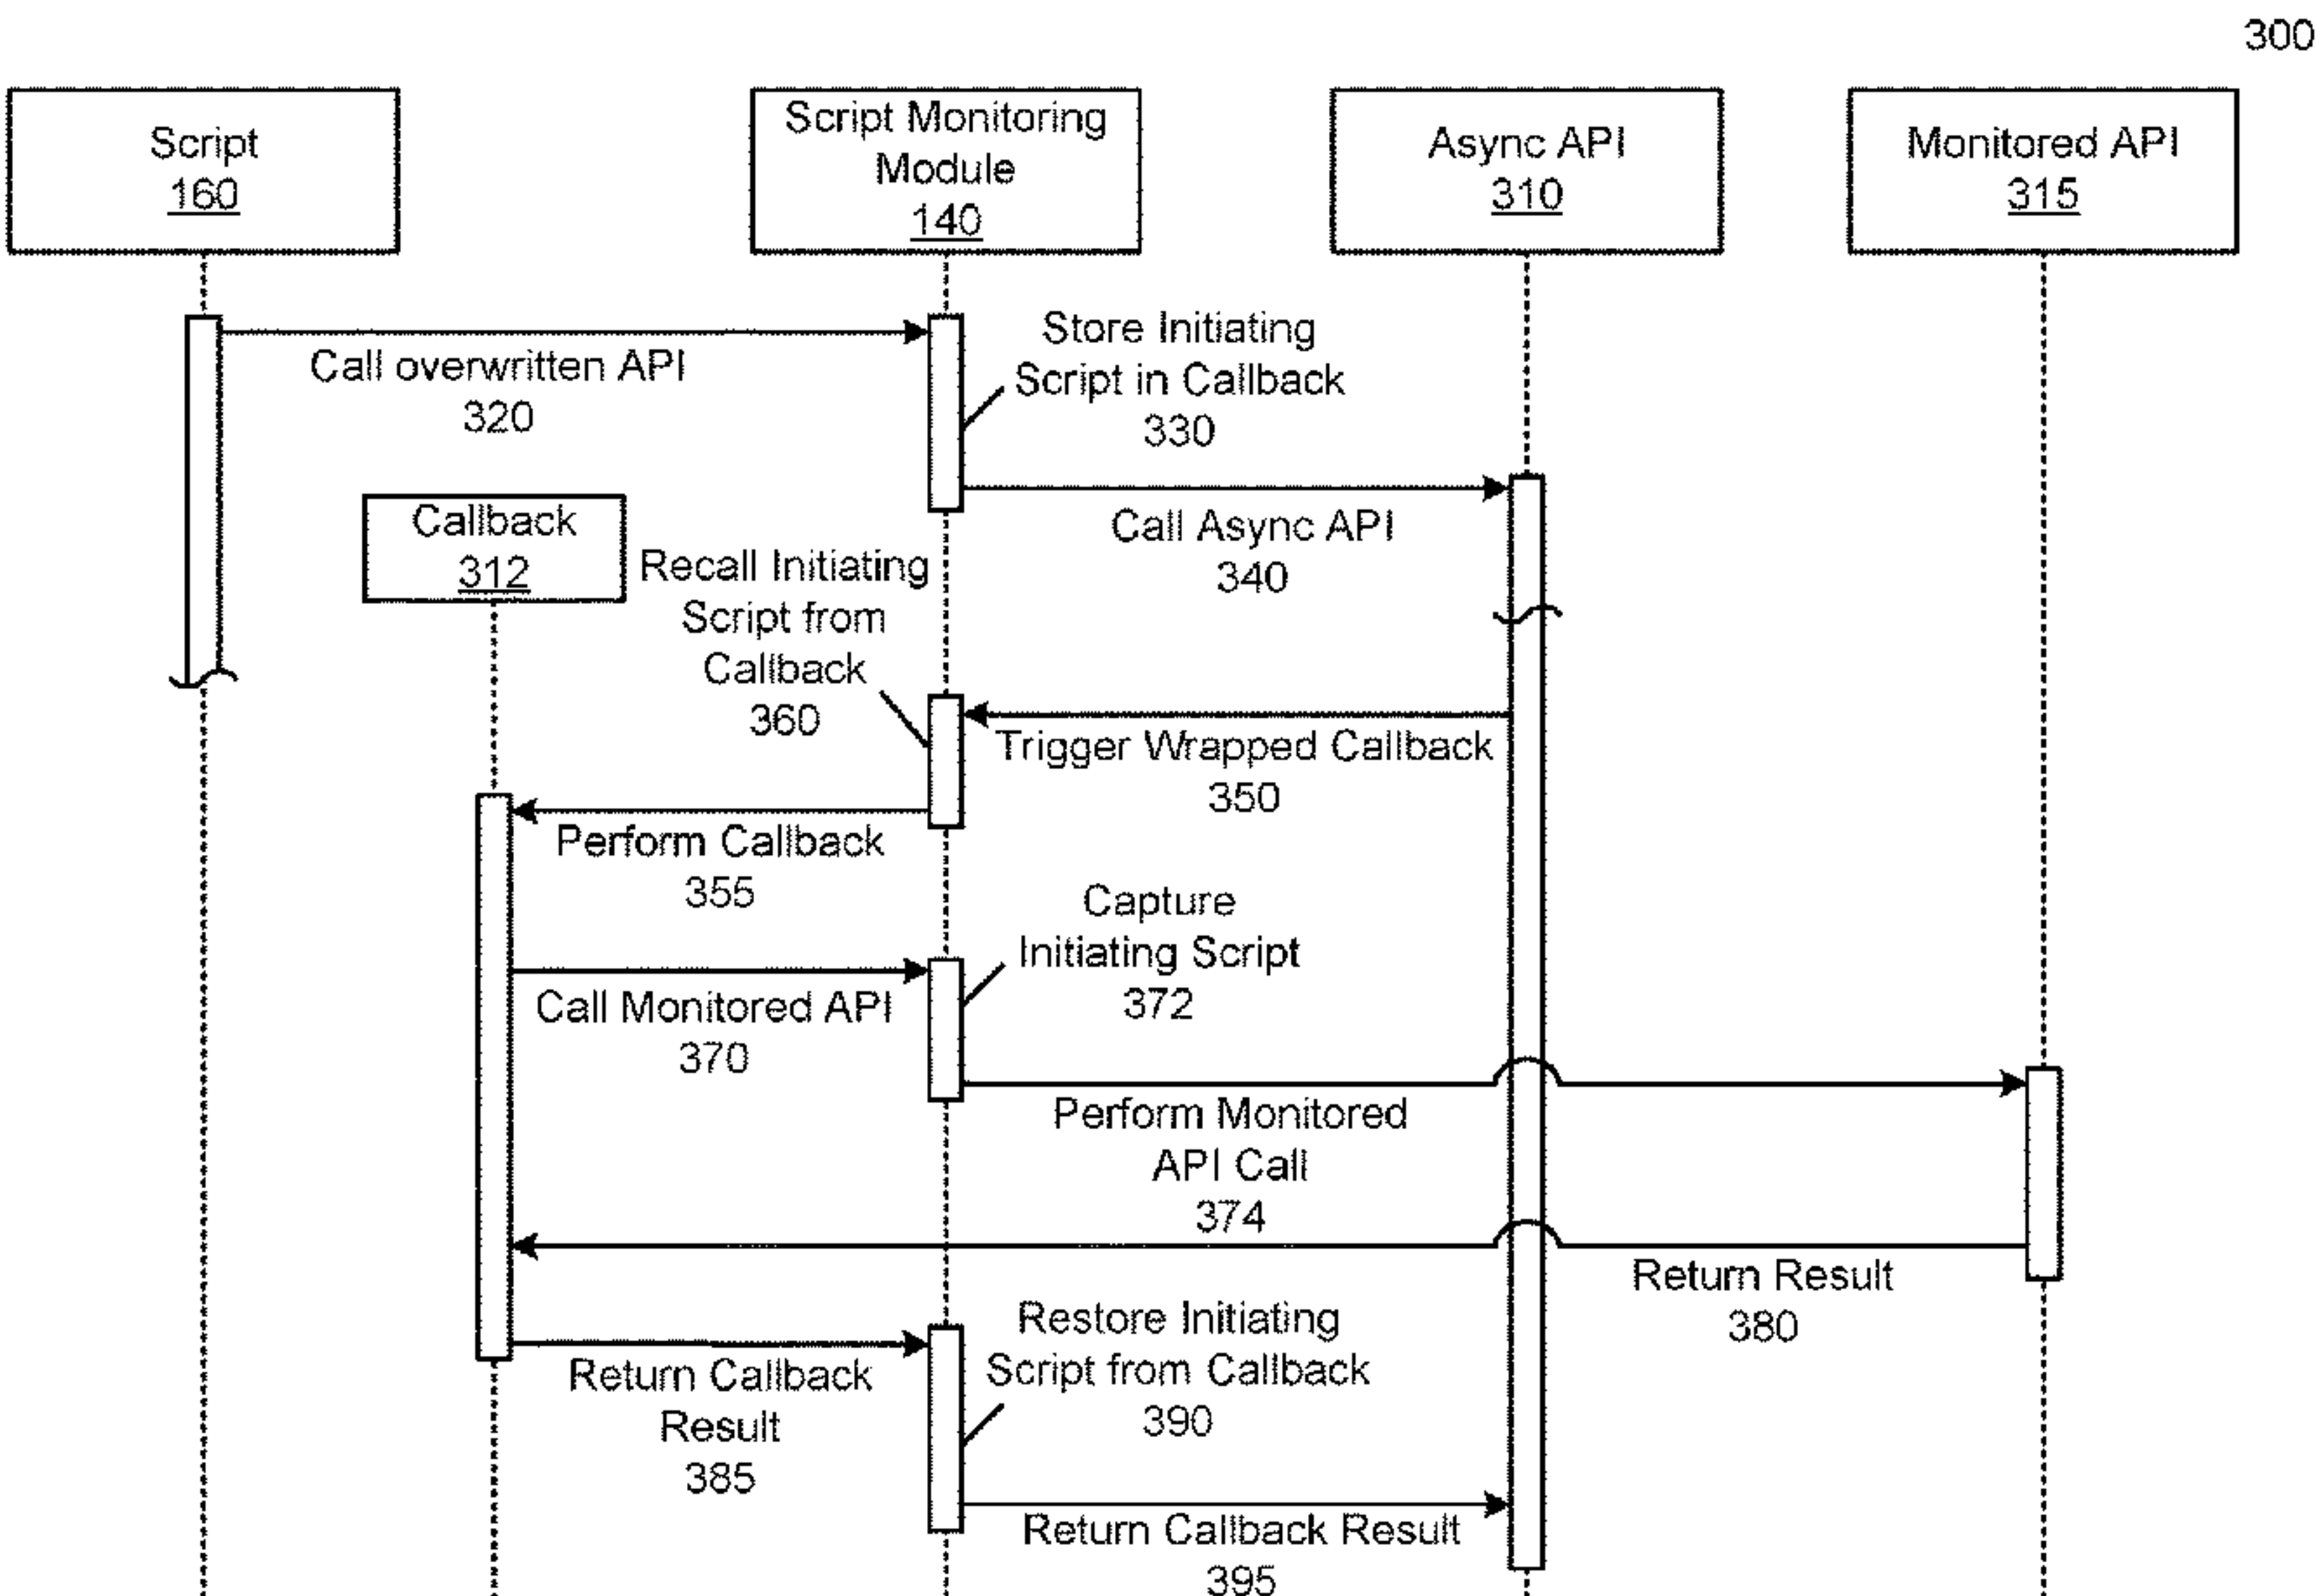 300
Script
160
Script Monitoring
Module
140
Async API
310
Monitored API
315
Call overwritten API
320
Store Initiating
Script in Callback
330
Callback
312
Call Async API
340
Recall Initiating
Script from
Callback
360
Trigger Wrapped Callback
350
Perform Callback
355
Capture
Initiating Script
372
Call Monitored API
370
Perform Monitored
API Call
374
Return Result
380
Restore Initiating
Script from Callback
390
Return Callback
Result
385
Return Callback Result
395